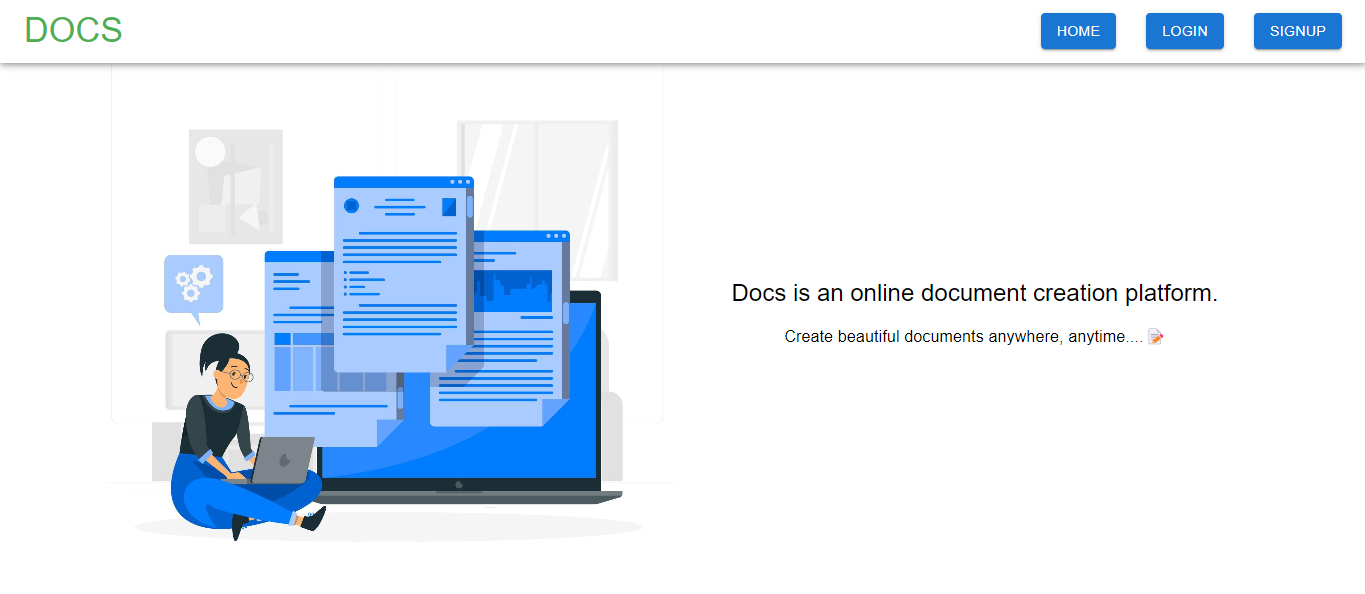 DOCS
HOME LOGIN SIGNUP
Docs is an online document creation platform.
Create beautiful documents anywhere, anytime.... 📝